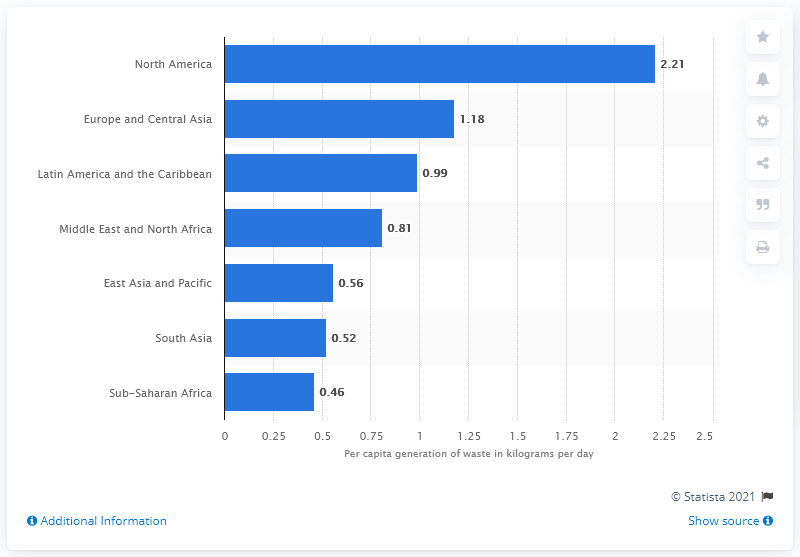 North America 2.21
Europe and Central Asia 1.18
Latin America and the Caribbean 0.99
Middle East and North Africa 0.81
East Asia and Pacific 0.56
South Asia 0.52
Sub-Saharan Africa 0.46
0 0.25 0.5 0.75 1 1.25 1.5 1.75 2 2.25 2.5
Per capita generation of waste in kilograms per day
© Statista 2021
Additional Information Show source